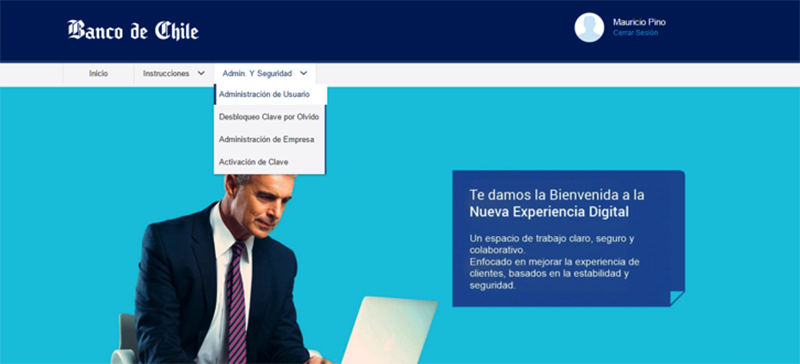 Banco de Chile
Mauricio Pino
Cerrar Sesión
Inicio
Instrucciones
Admin. Y Seguridad
Administración de Usuario
Desbloqueo Clave por Olvido
Administración de Empresa
Activación de Clave
Te damos la Bienvenida a la
Nueva Experiencia Digital
Un espacio de trabajo claro, seguro y
colaborativo.
Enfocado en mejorar la experiencia de
clientes, basados en la estabilidad y
seguridad.